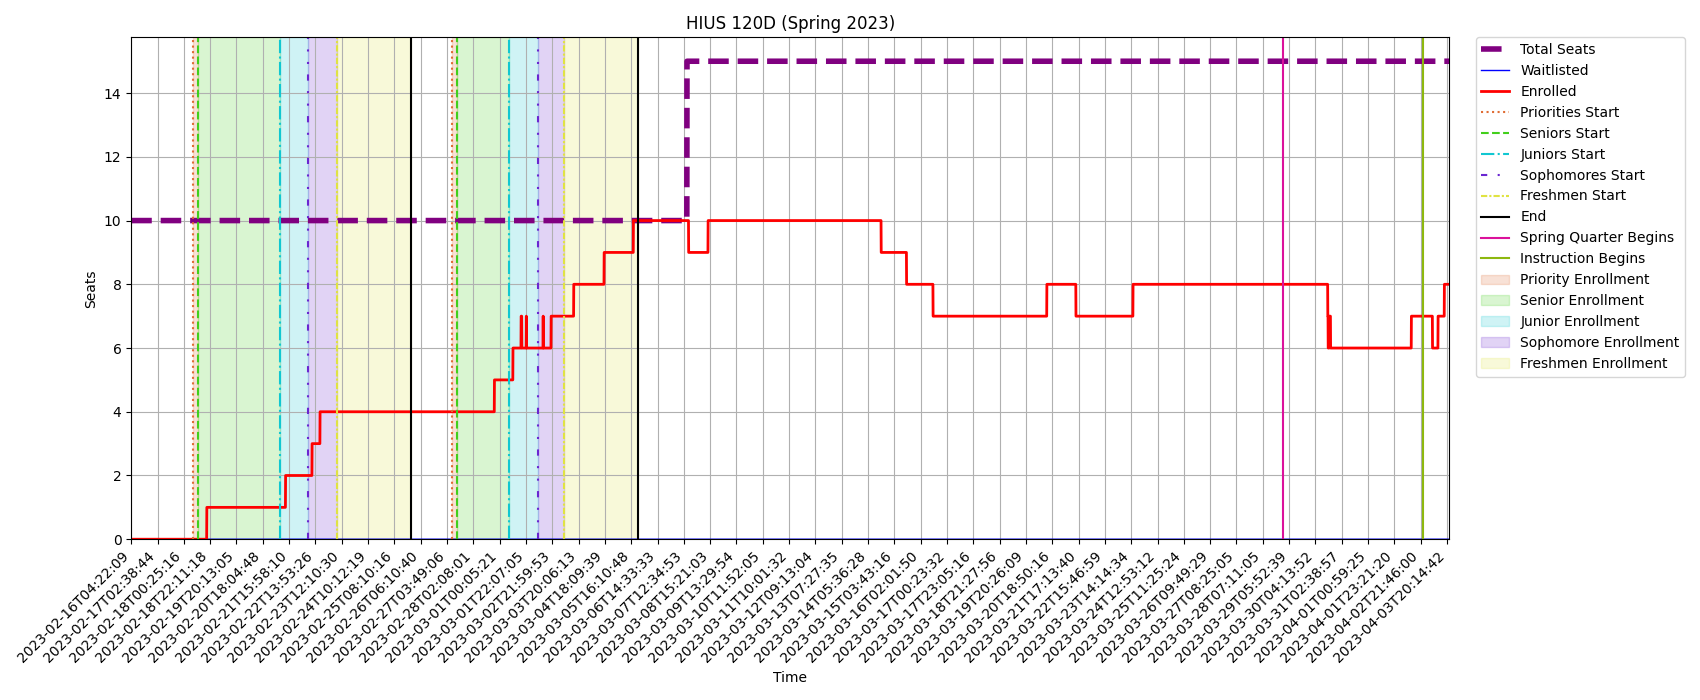 HIUS 120D (Spring 2023)
Seats
14
12
10
8
6
4
2
0
2023-02-16T04:22:09
2023-02-17T02:38:44
2023-02-18T00:25:16
2023-02-18T22:11:18
2023-02-19T20:13:05
2023-02-20T18:04:48
2023-02-21T15:58:10
2023-02-22T13:53:26
2023-02-23T12:10:30
2023-02-24T10:12:19
2023-02-25T08:10:16
2023-02-26T06:10:40
2023-02-27T03:49:06
2023-02-28T02:08:01
2023-03-01T00:05:21
2023-03-01T22:07:05
2023-03-02T21:59:53
2023-03-03T20:06:13
2023-03-04T18:09:39
2023-03-05T16:10:48
2023-03-06T14:33:33
2023-03-07T12:34:53
2023-03-08T15:21:03
2023-03-09T13:29:54
2023-03-10T11:52:05
2023-03-11T10:01:32
2023-03-12T09:13:04
2023-03-13T07:27:35
2023-03-14T05:36:28
2023-03-15T03:43:16
2023-03-16T02:01:50
2023-03-17T00:23:32
2023-03-17T23:05:16
2023-03-18T21:27:56
2023-03-19T20:26:09
2023-03-20T18:50:16
2023-03-21T17:13:40
2023-03-22T15:46:59
2023-03-23T14:14:34
2023-03-24T12:53:12
2023-03-25T11:25:24
2023-03-26T09:49:29
2023-03-27T08:25:05
2023-03-28T07:11:05
2023-03-29T05:52:39
2023-03-30T04:13:52
2023-03-31T02:38:57
2023-04-01T00:59:25
2023-04-01T23:21:20
2023-04-02T21:46:00
2023-04-03T20:14:42
Time
Total Seats
Waitlisted
Enrolled
Priorities Start
Seniors Start
Juniors Start
Sophomores Start
Freshmen Start
End
Spring Quarter Begins
Instruction Begins
Priority Enrollment
Senior Enrollment
Junior Enrollment
Sophomore Enrollment
Freshmen Enrollment